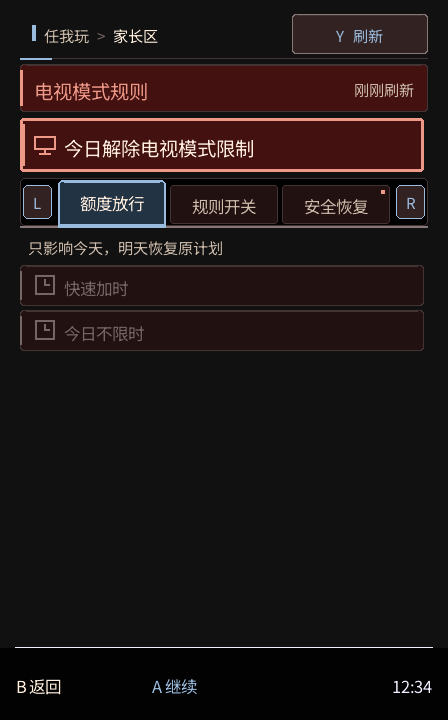 任我玩 > 家长区
Y 刷新
电视模式规则
刚刚刷新
今日解除电视模式限制
L
额度放行
规则开关
安全恢复
R
只影响今天，明天恢复原计划
快速加时
今日不限时
B 返回
A 继续
12:34